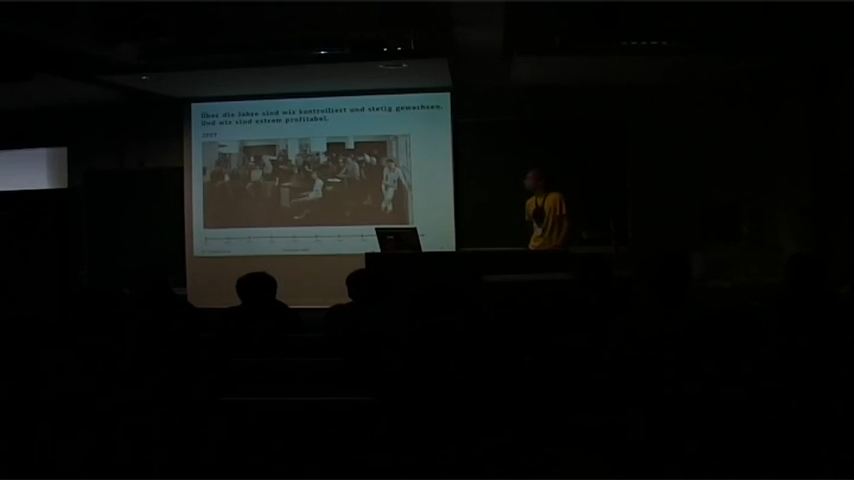 Über die Jahre sind wir kontrolliert und stetig gewachsen.
Und wir sind extrem profitabel.